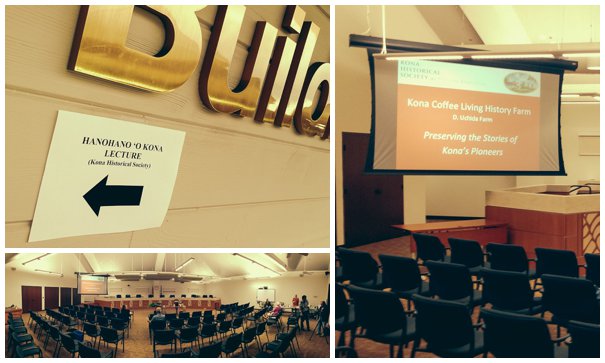 Buil
HANOHANO 'O KONA
LECTURE
(Kona Historical Society)
KONA
HISTORICAL
SOCIETY
Kona Coffee Living History Farm
D. Uchida Farm
Preserving the Stories of
Kona's Pioneers